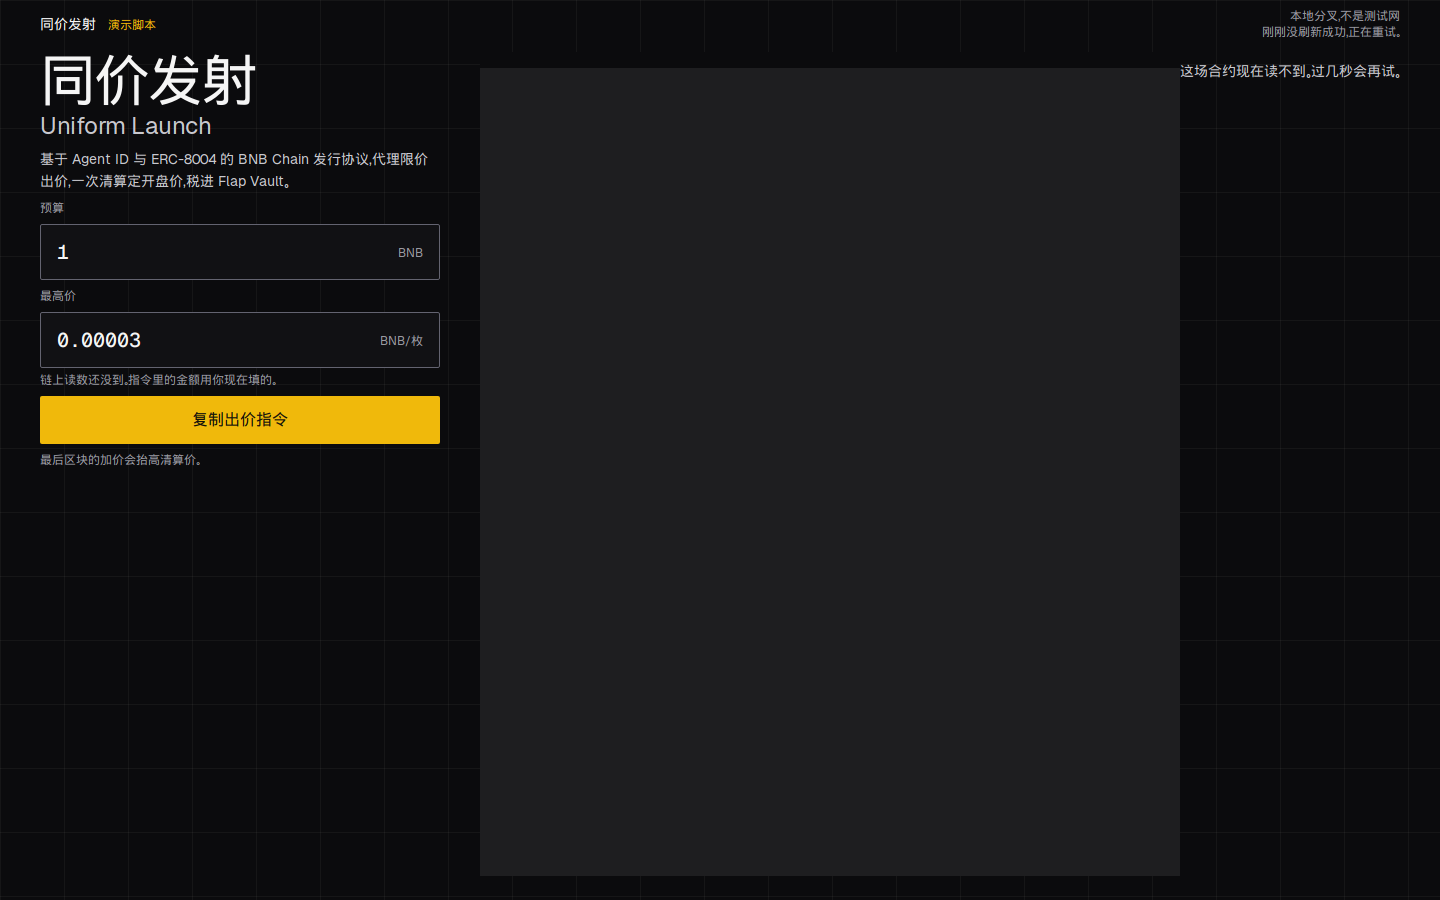 同价发射 演示脚本
本地分叉,不是测试网
刚刚没刷新成功,正在重试。
同价发射
Uniform Launch
基于 Agent ID 与 ERC-8004 的 BNB Chain 发行协议,代理限价
出价,一次清算定开盘价,税进 Flap Vault。
预算
1 BNB
最高价
0.00003 BNB/枚
链上读数还没到。指令里的金额用你现在填的。
复制出价指令
最后区块的加价会抬高清算价。
这场合约现在读不到。过几秒会再试。